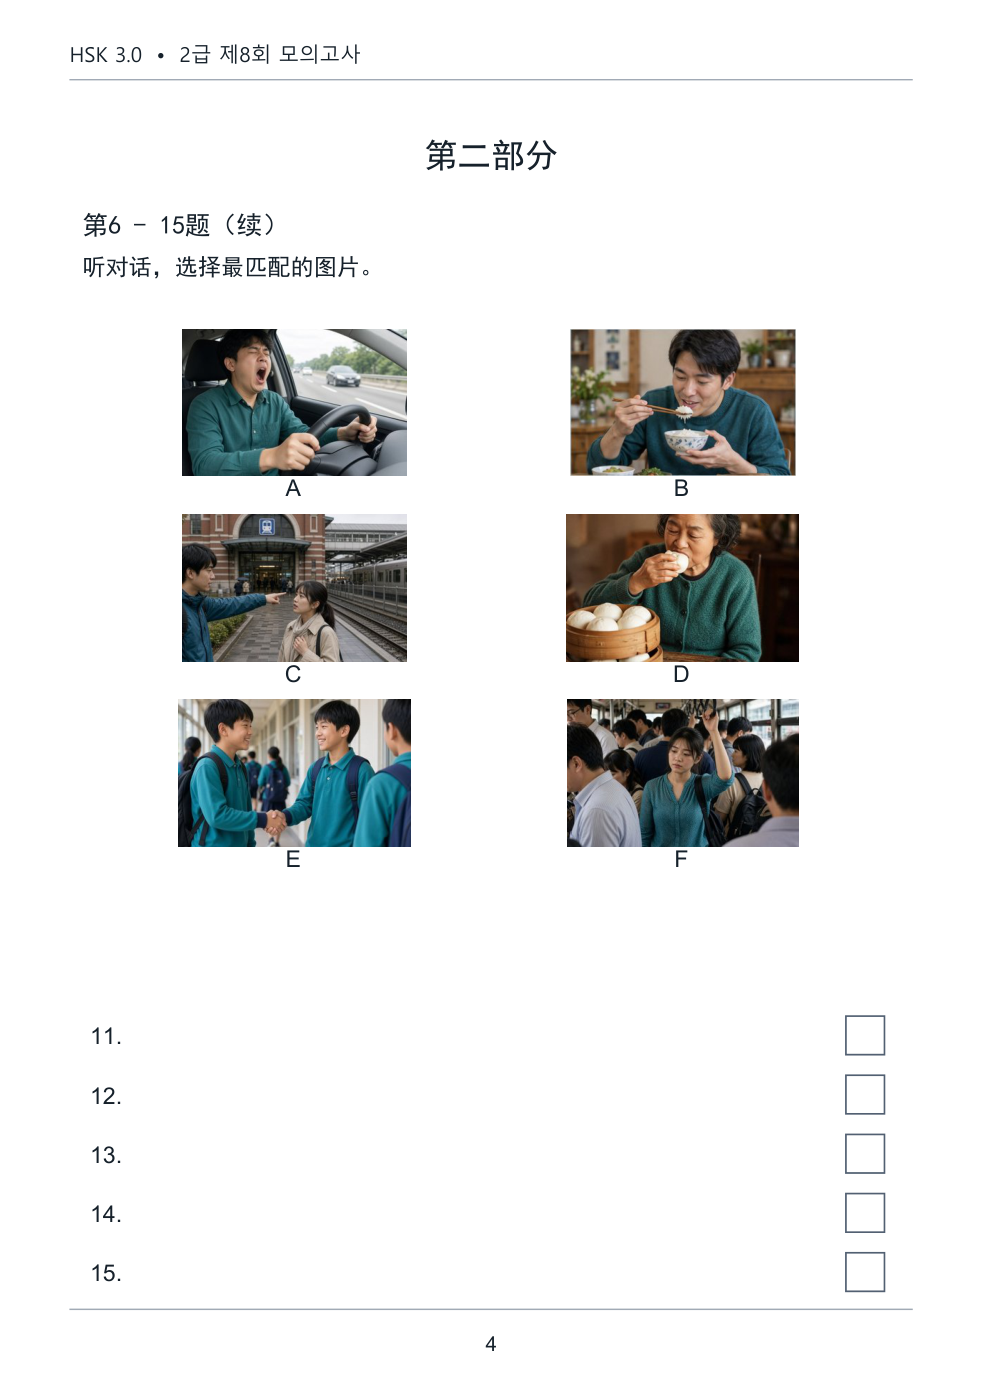 HSK 3.0 • 2급 제8회 모의고사
第二部分
第6 – 15题（续）
听对话，选择最匹配的图片。
A
B
C
D
E
F
11.
12.
13.
14.
15.
4